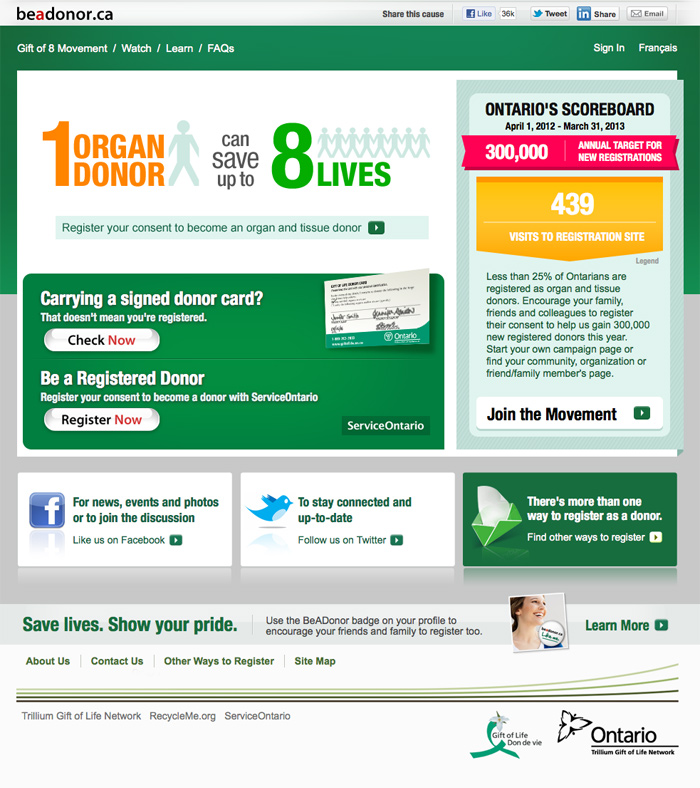 beadonor.ca
Share this cause
Like
36k
Tweet
Share
Email
Gift of 8 Movement / Watch / Learn / FAQs
Sign In
Français
1 ORGAN DONOR
can save up to
8 LIVES
Register your consent to become an organ and tissue donor
ONTARIO'S SCOREBOARD
April 1, 2012 - March 31, 2013
300,000
ANNUAL TARGET FOR
NEW REGISTRATIONS
439
VISITS TO REGISTRATION SITE
Legend
Less than 25% of Ontarians are
registered as organ and tissue
donors. Encourage your family,
friends and colleagues to register
their consent to help us gain 300,000
new registered donors this year.
Start your own campaign page or
find your community, organization or
friend/family member's page.
Join the Movement
Carrying a signed donor card?
That doesn't mean you're registered.
Check Now
Be a Registered Donor
Register your consent to become a donor with ServiceOntario
Register Now
ServiceOntario
For news, events and photos
or to join the discussion
Like us on Facebook
To stay connected and
up-to-date
Follow us on Twitter
There's more than one
way to register as a donor.
Find other ways to register
Save lives. Show your pride.
Use the BeADonor badge on your profile to
encourage your friends and family to register too.
Learn More
About Us
Contact Us
Other Ways to Register
Site Map
Trillium Gift of Life Network
RecycleMe.org
ServiceOntario
Gift of Life
Don de vie
Ontario
Trillium Gift of Life Network